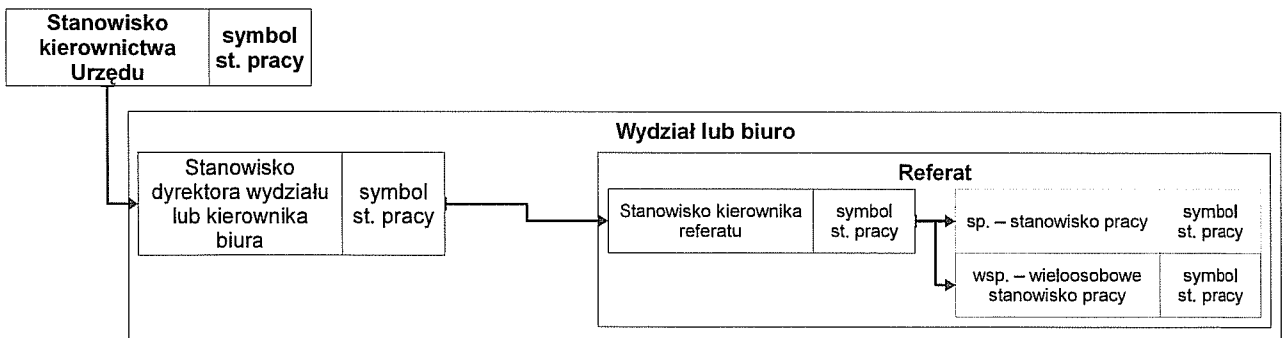 Stanowisko
kierownictwa
Urzędu
symbol
st. pracy
Wydział lub biuro
Stanowisko
dyrektora wydziału
lub kierownika
biura
symbol
st. pracy
Referat
Stanowisko kierownika
referatu
symbol
st. pracy
sp. – stanowisko pracy
symbol
st. pracy
wsp. – wieloosobowe
stanowisko pracy
symbol
st. pracy